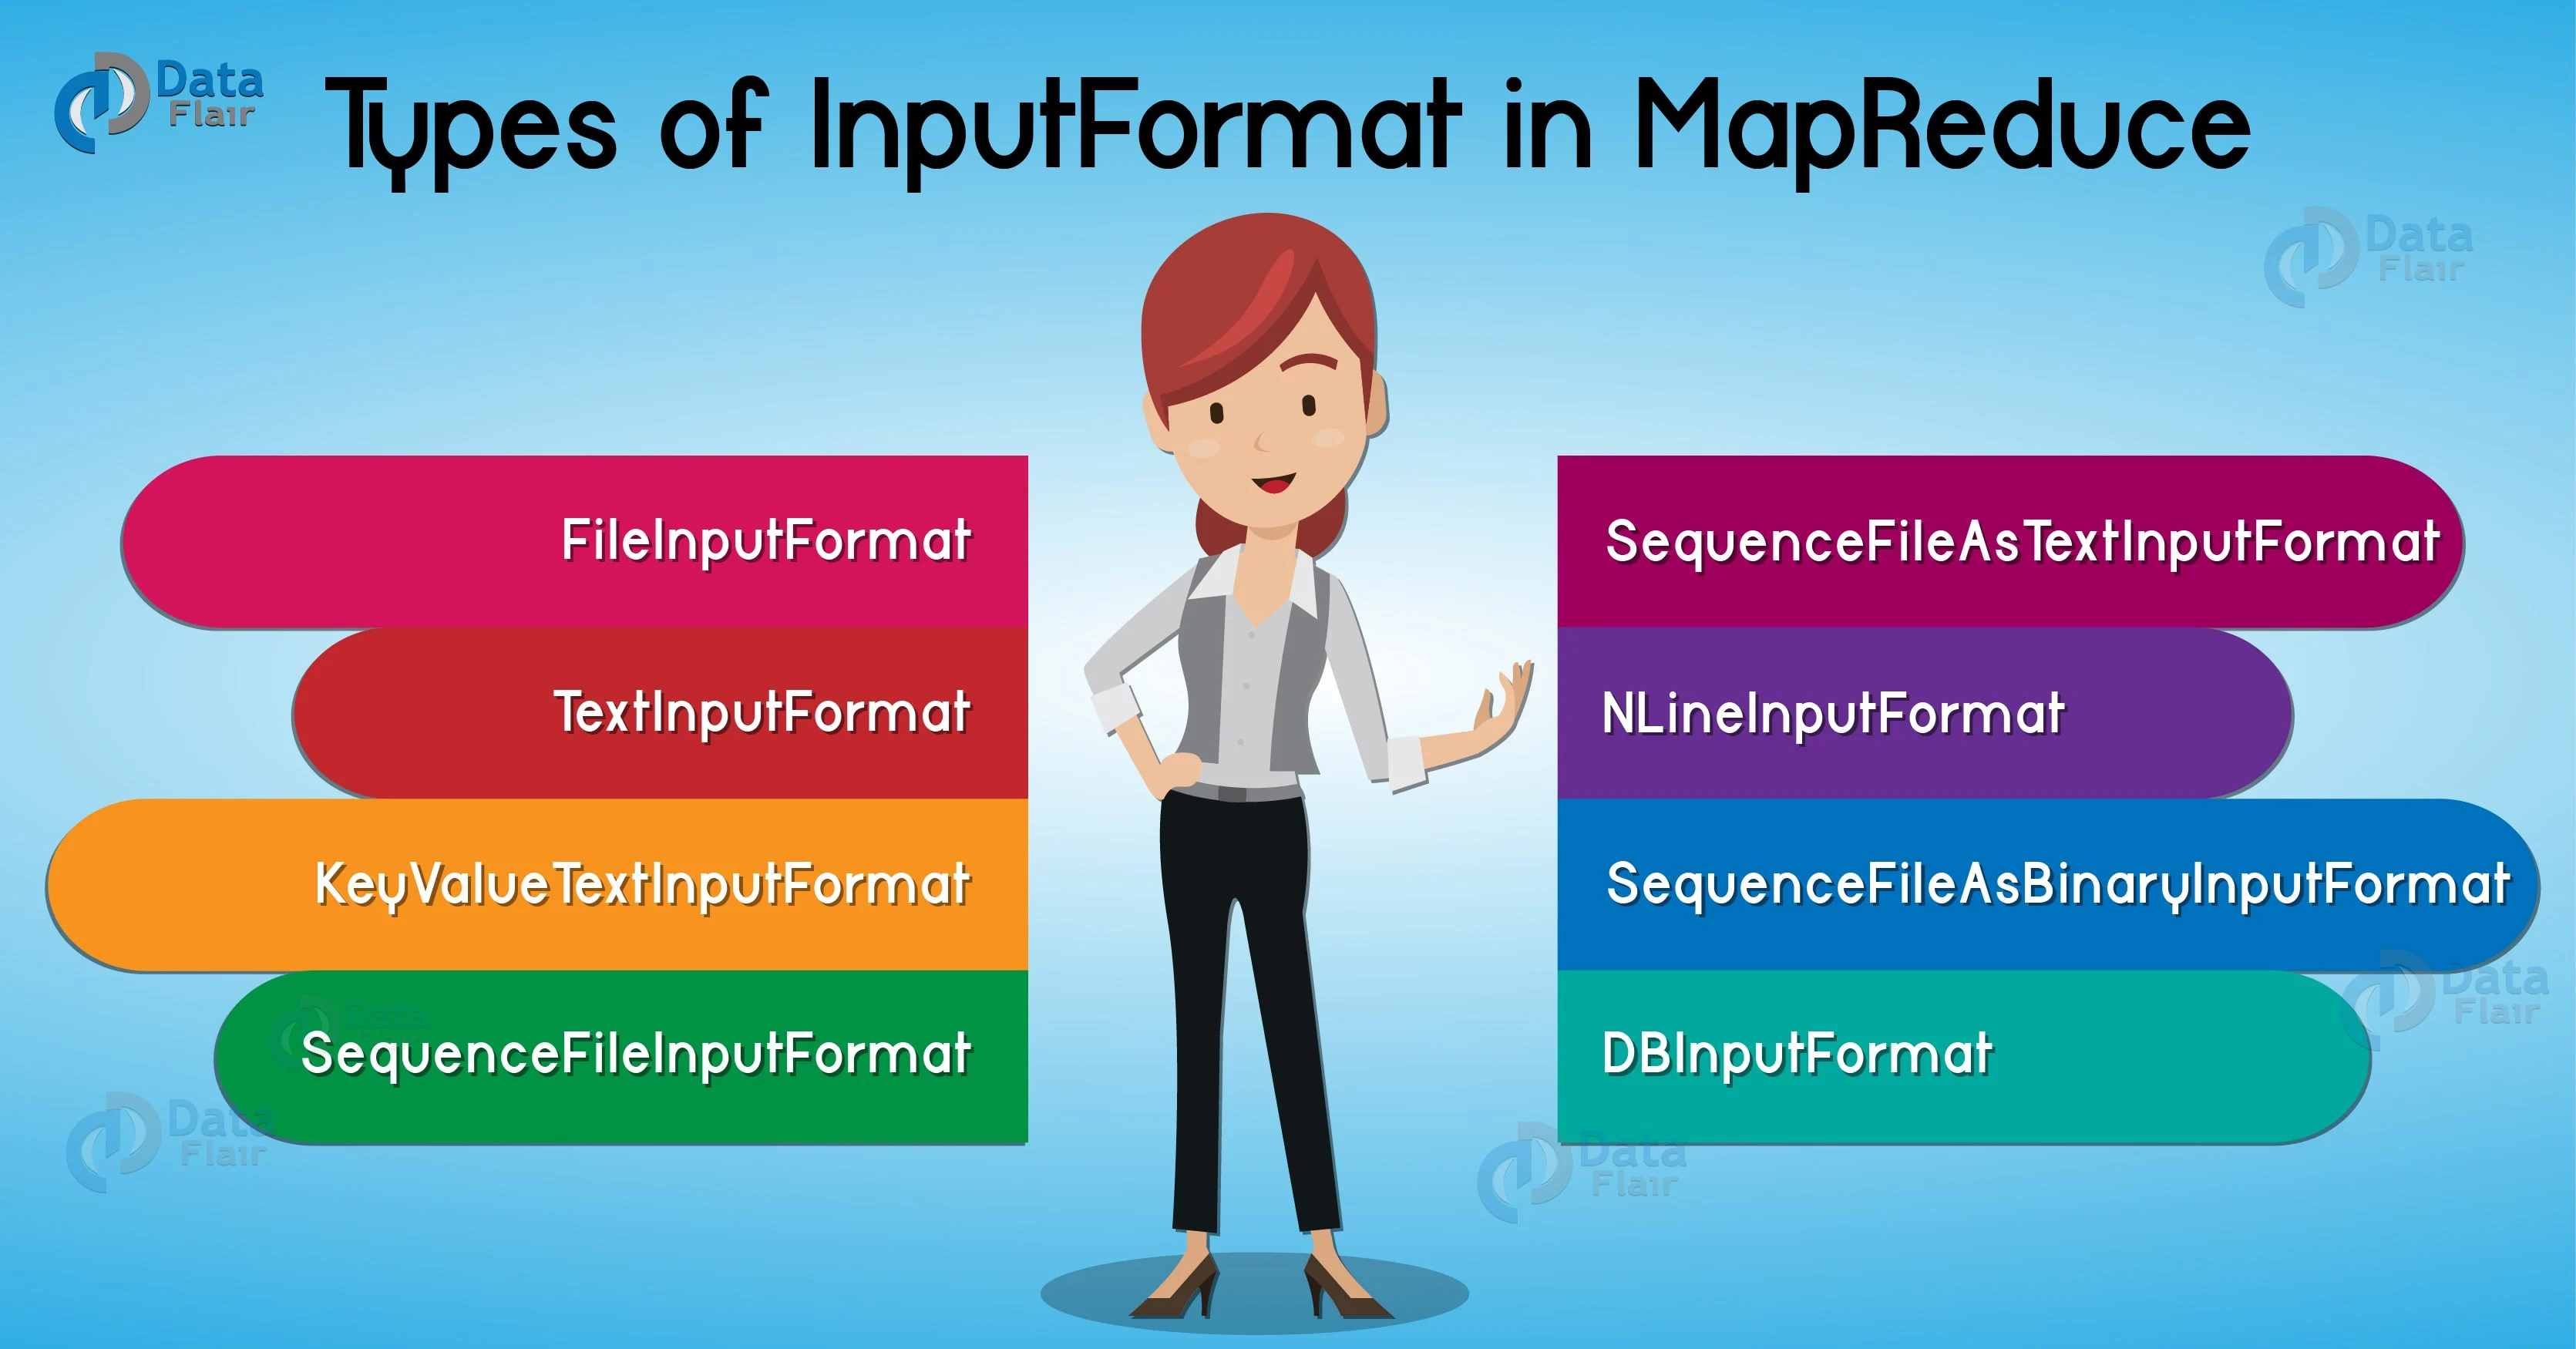 Data
Flair
Types of InputFormat in MapReduce
Data
Flair
FileInputFormat
TextInputFormat
KeyValueTextInputFormat
SequenceFileInputFormat
SequenceFileAsTextInputFormat
NLineInputFormat
SequenceFileAsBinaryInputFormat
DBInputFormat
Data
Flair
Data
Data
Flair
Data
Flair